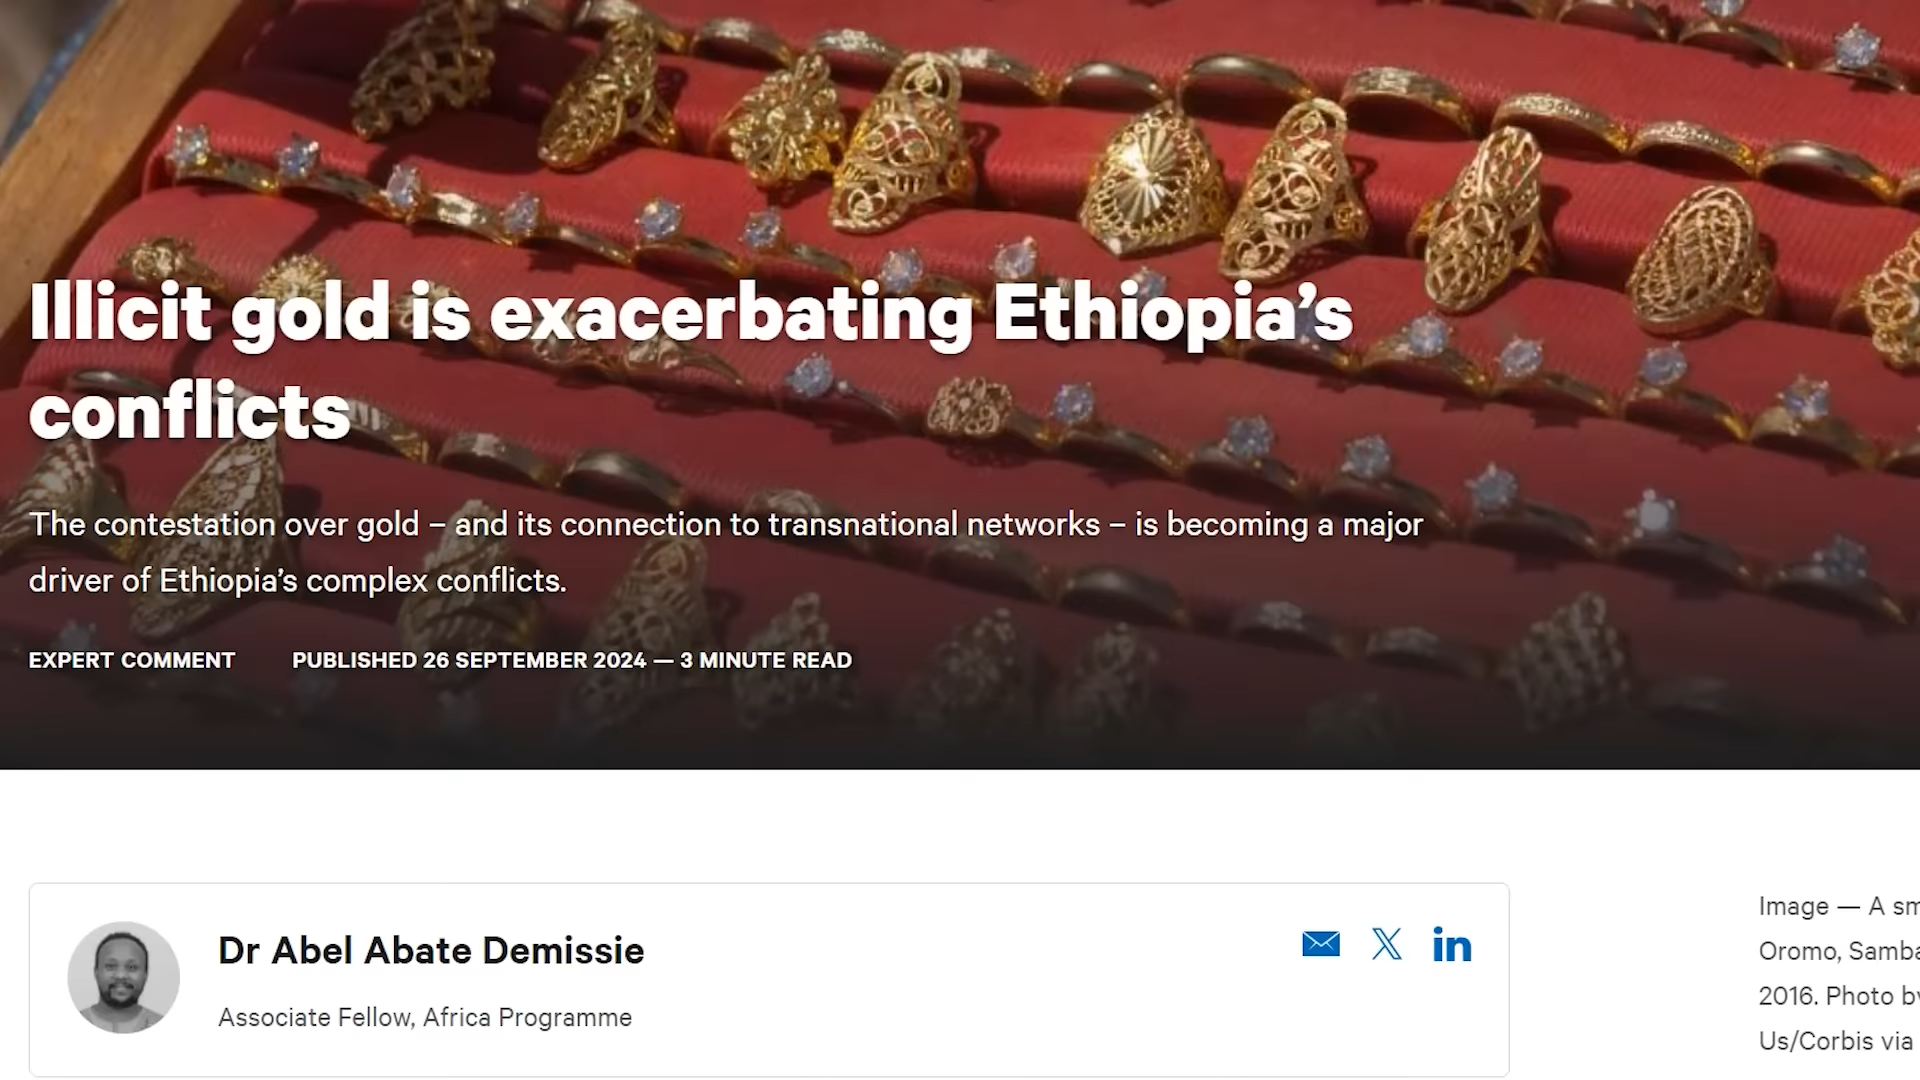 Illicit gold is exacerbating Ethiopia’s
conflicts
The contestation over gold – and its connection to transnational networks – is becoming a major
driver of Ethiopia’s complex conflicts.
EXPERT COMMENT PUBLISHED 26 SEPTEMBER 2024 — 3 MINUTE READ
Dr Abel Abate Demissie
Associate Fellow, Africa Programme
Image — A
Oromo,
2016. Photo
Us/Corbis via